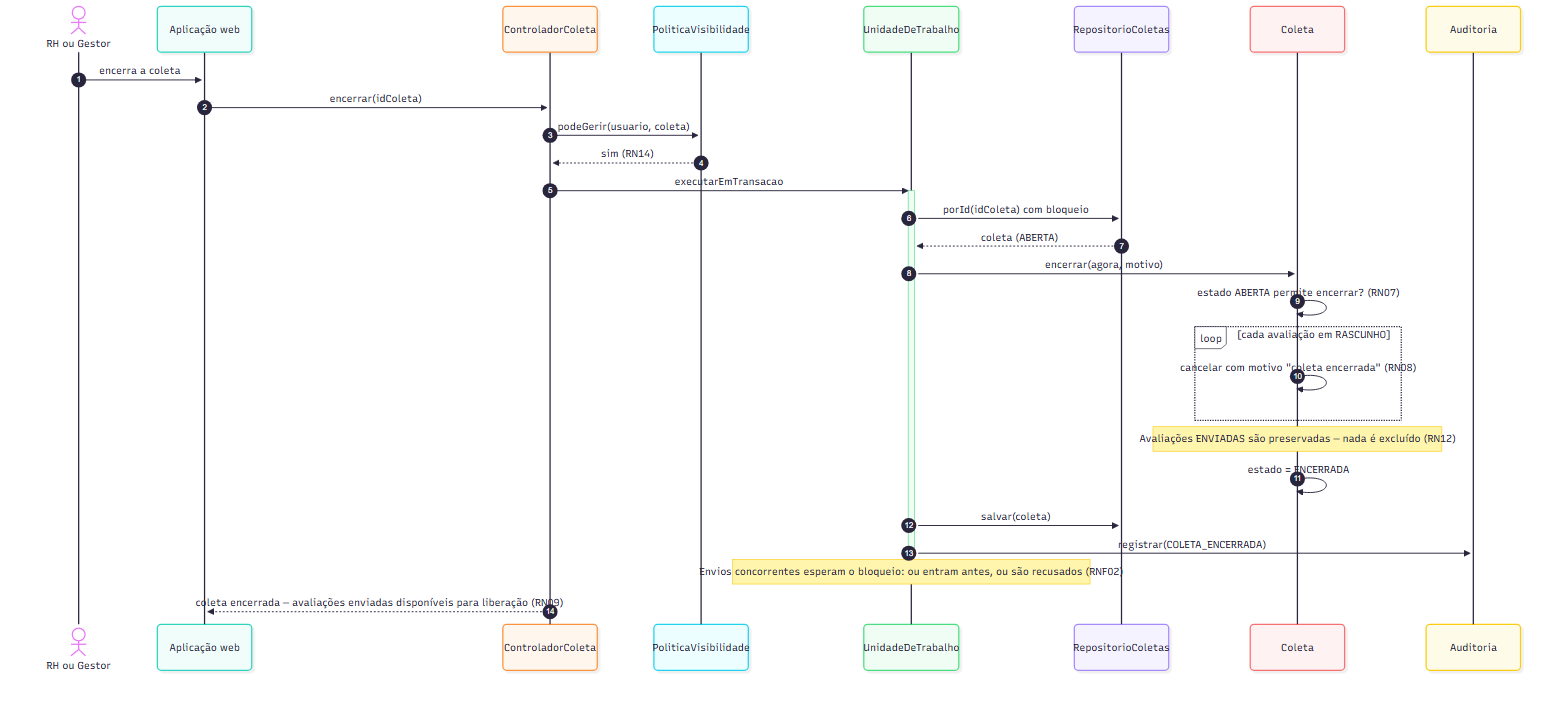 RH ou Gestor
Aplicação web
ControladorColeta
PoliticaVisibilidade
UnidadeDeTrabalho
RepositorioColetas
Coleta
Auditoria
1
encerra a coleta
2
encerrar(idColeta)
3
podeGerir(usuario, coleta)
sim (RN14)
4
5
executarEmTransacao
6
porId(idColeta) com bloqueio
coleta (ABERTA)
7
8
encerrar(agora, motivo)
estado ABERTA permite encerrar? (RN07)
9
loop
[cada avaliação em RASCUNHO]
cancelar com motivo "coleta encerrada" (RN08)
10
Avaliações ENVIADAS são preservadas — nada é excluído (RN12)
estado = ENCERRADA
11
12
salvar(coleta)
13
registrar(COLETA_ENCERRADA)
Envios concorrentes esperam o bloqueio: ou entram antes, ou são recusados (RNF02)
coleta encerrada — avaliações enviadas disponíveis para liberação (RN09)
14
RH ou Gestor
Aplicação web
ControladorColeta
PoliticaVisibilidade
UnidadeDeTrabalho
RepositorioColetas
Coleta
Auditoria